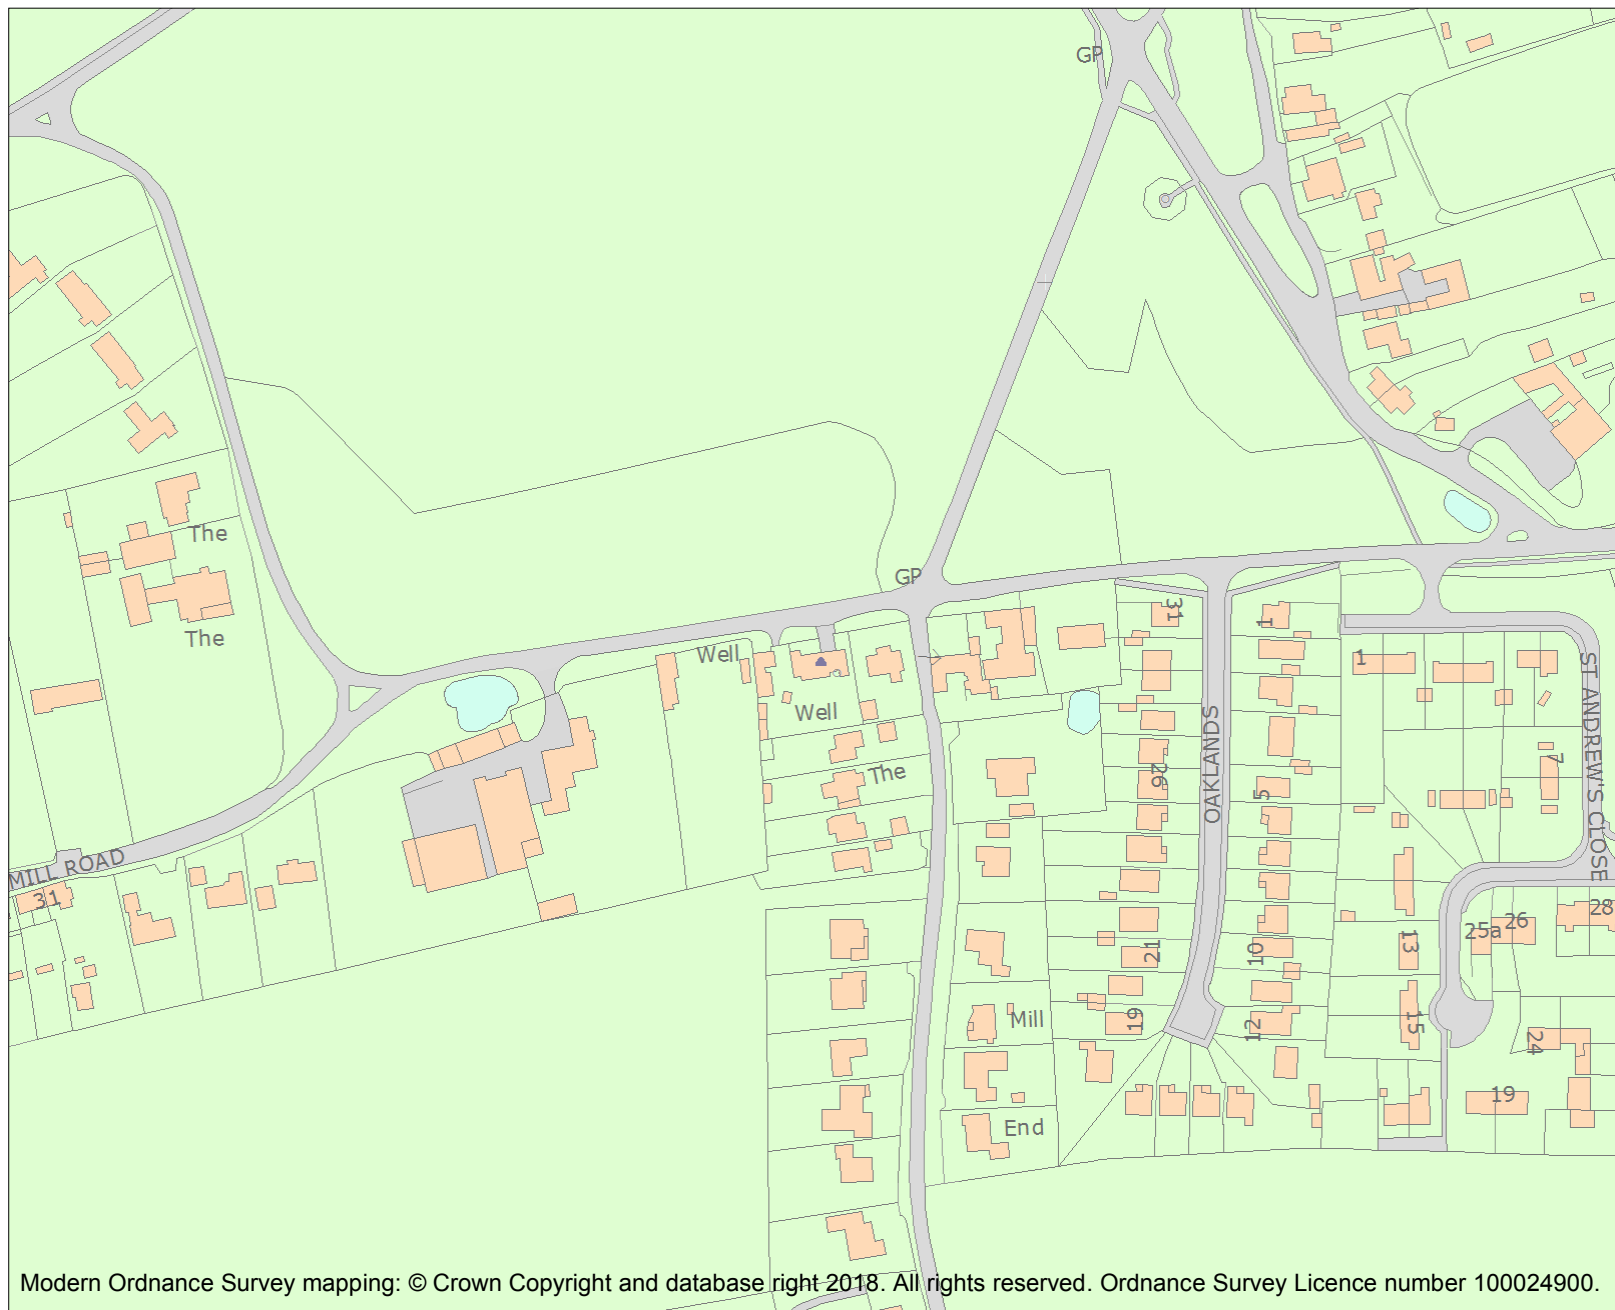 GP
The
GP
The
31
1
Well
1
ST ANDREW'S CLOSE
Well
OAKLANDS
The
26
5
7
MILL ROAD
31
28
26
25a
21
10
13
Mill
19
12
15
24
19
End
Modern Ordnance Survey mapping: © Crown Copyright and database right 2018. All rights reserved. Ordnance Survey Licence number 100024900.